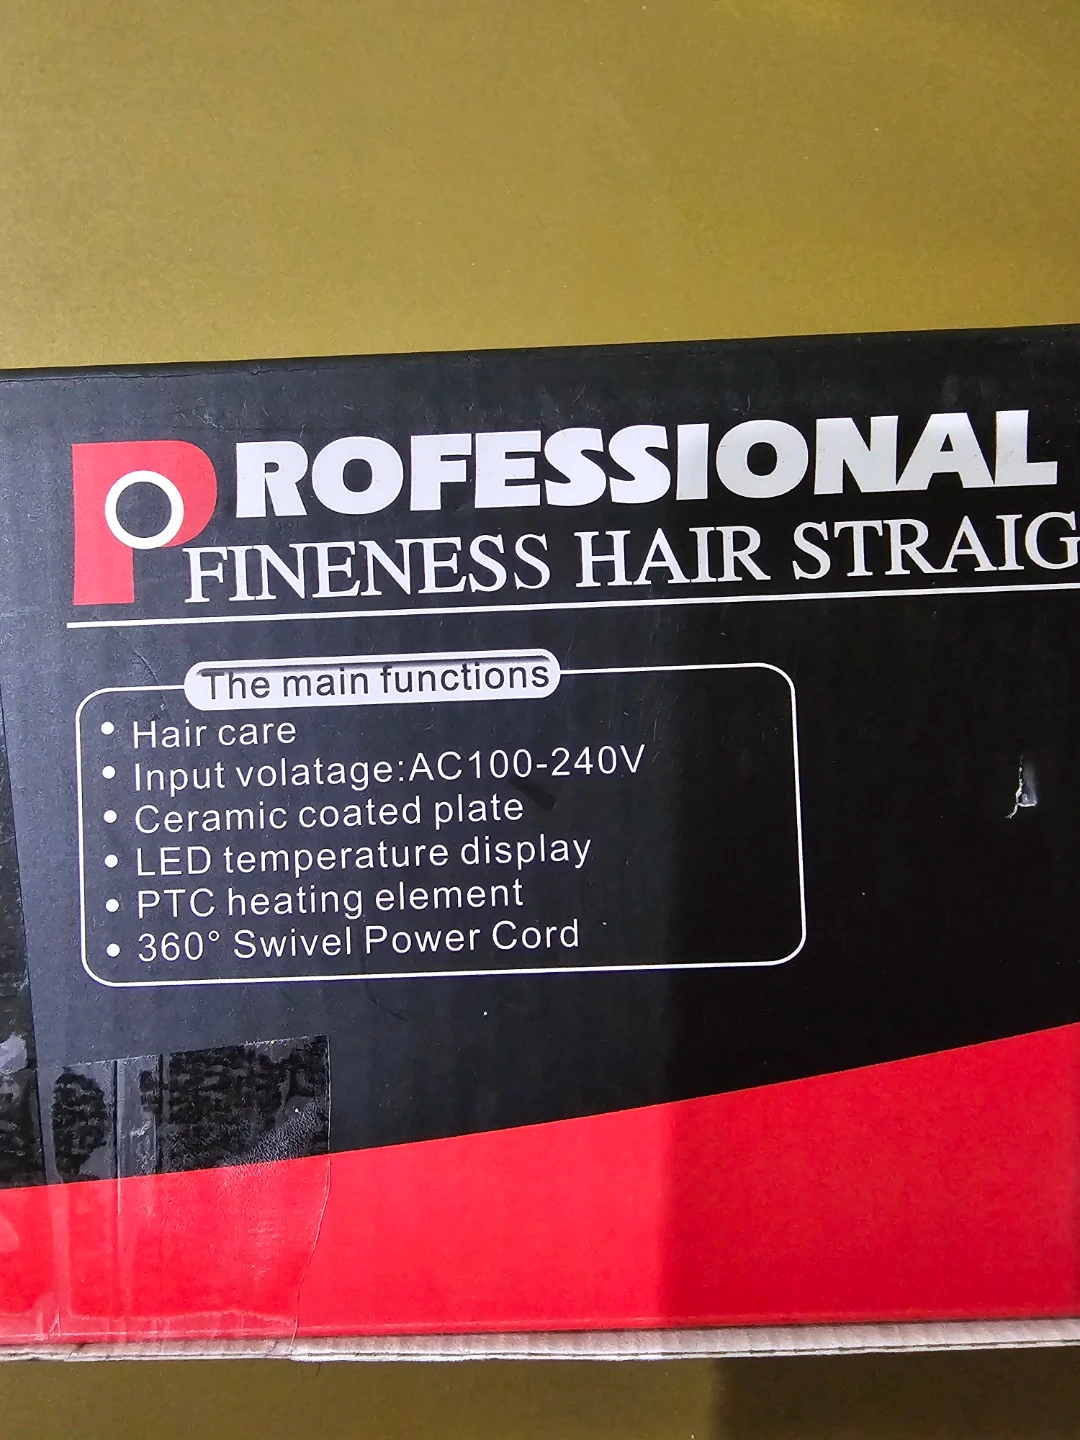 PROFESSIONAL
FINENESS HAIR STRAIG
The main functions
• Hair care
• Input volatage:AC100-240V
• Ceramic coated plate
• LED temperature display
• PTC heating element
• 360° Swivel Power Cord